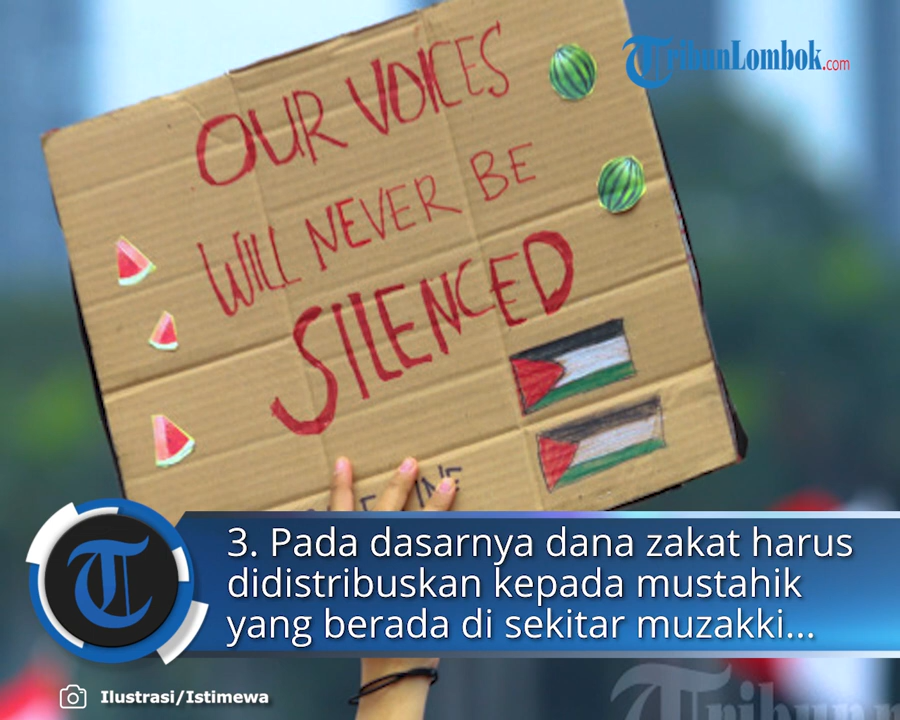 TribunLombok.com
OUR VOICES
WILL NEVER BE
SILENCED
3. Pada dasarnya dana zakat harus
didistribuskan kepada mustahik
yang berada di sekitar muzakki...
Ilustrasi/Istimewa
Tribun